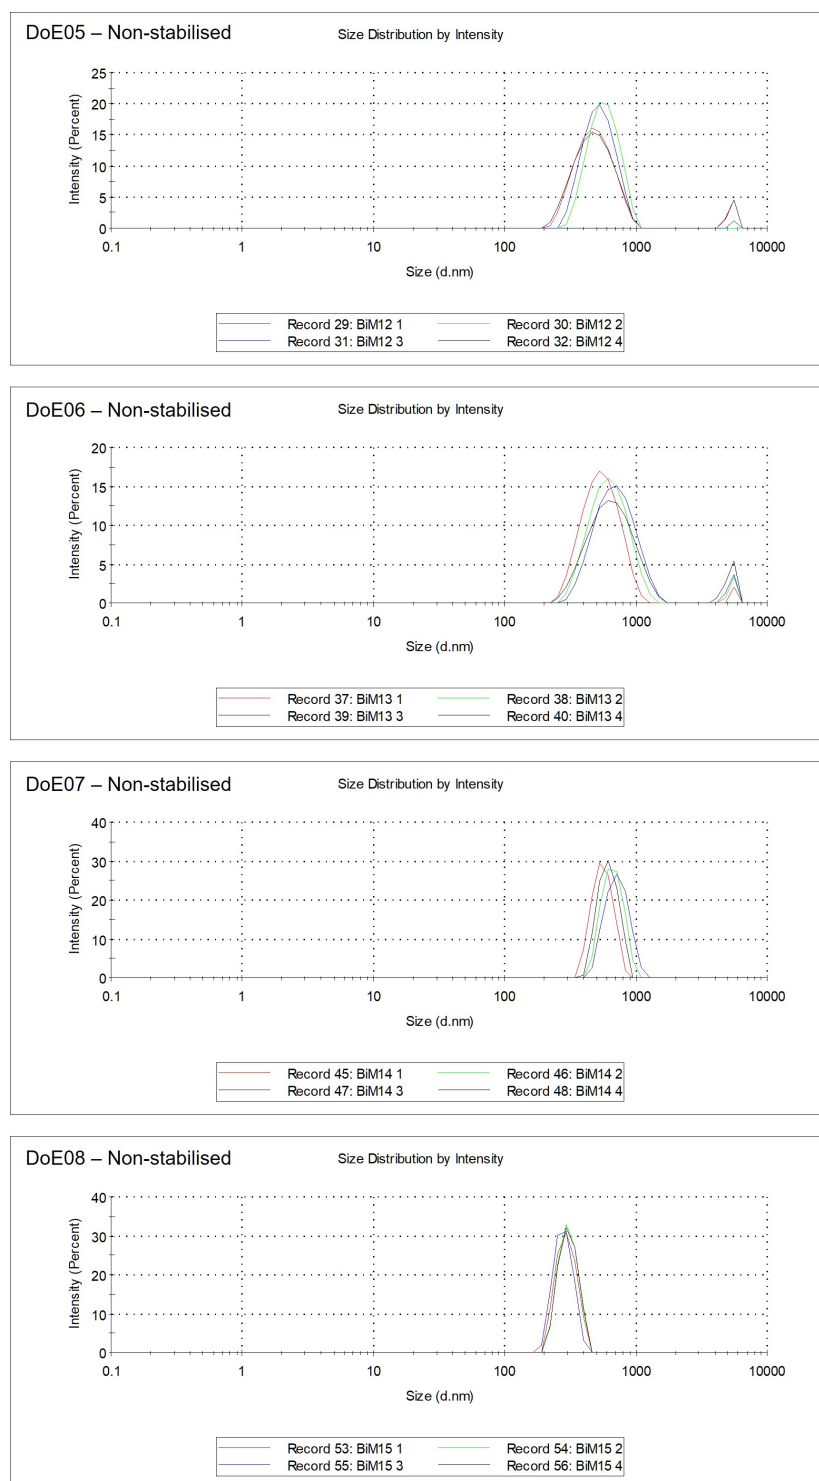 DoE05 – Non-stabilised
Size Distribution by Intensity
Intensity (Percent)
25
20
15
10
5
0
0.1 1 10 100 1000 10000
Size (d.nm)
Record 29: BiM12 1 Record 30: BiM12 2
Record 31: BiM12 3 Record 32: BiM12 4
DoE06 – Non-stabilised
Size Distribution by Intensity
Intensity (Percent)
20
15
10
5
0
0.1 1 10 100 1000 10000
Size (d.nm)
Record 37: BiM13 1 Record 38: BiM13 2
Record 39: BiM13 3 Record 40: BiM13 4
DoE07 – Non-stabilised
Size Distribution by Intensity
Intensity (Percent)
40
30
20
10
0
0.1 1 10 100 1000 10000
Size (d.nm)
Record 45: BiM14 1 Record 46: BiM14 2
Record 47: BiM14 3 Record 48: BiM14 4
DoE08 – Non-stabilised
Size Distribution by Intensity
Intensity (Percent)
40
30
20
10
0
0.1 1 10 100 1000 10000
Size (d.nm)
Record 53: BiM15 1 Record 54: BiM15 2
Record 55: BiM15 3 Record 56: BiM15 4